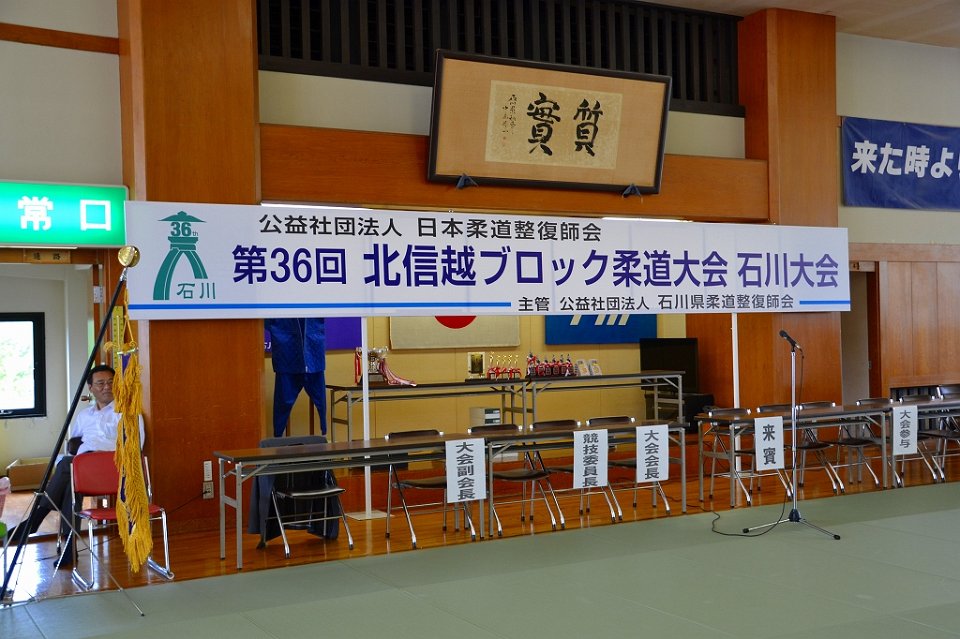 質實
来た時よ
常口
通路
36th
石川
公益社団法人 日本柔道整復師会
第36回 北信越ブロック柔道大会 石川大会
主管 公益社団法人 石川県柔道整復師会
大会副会長
競技委員長
大会会長
来賓
大会参与